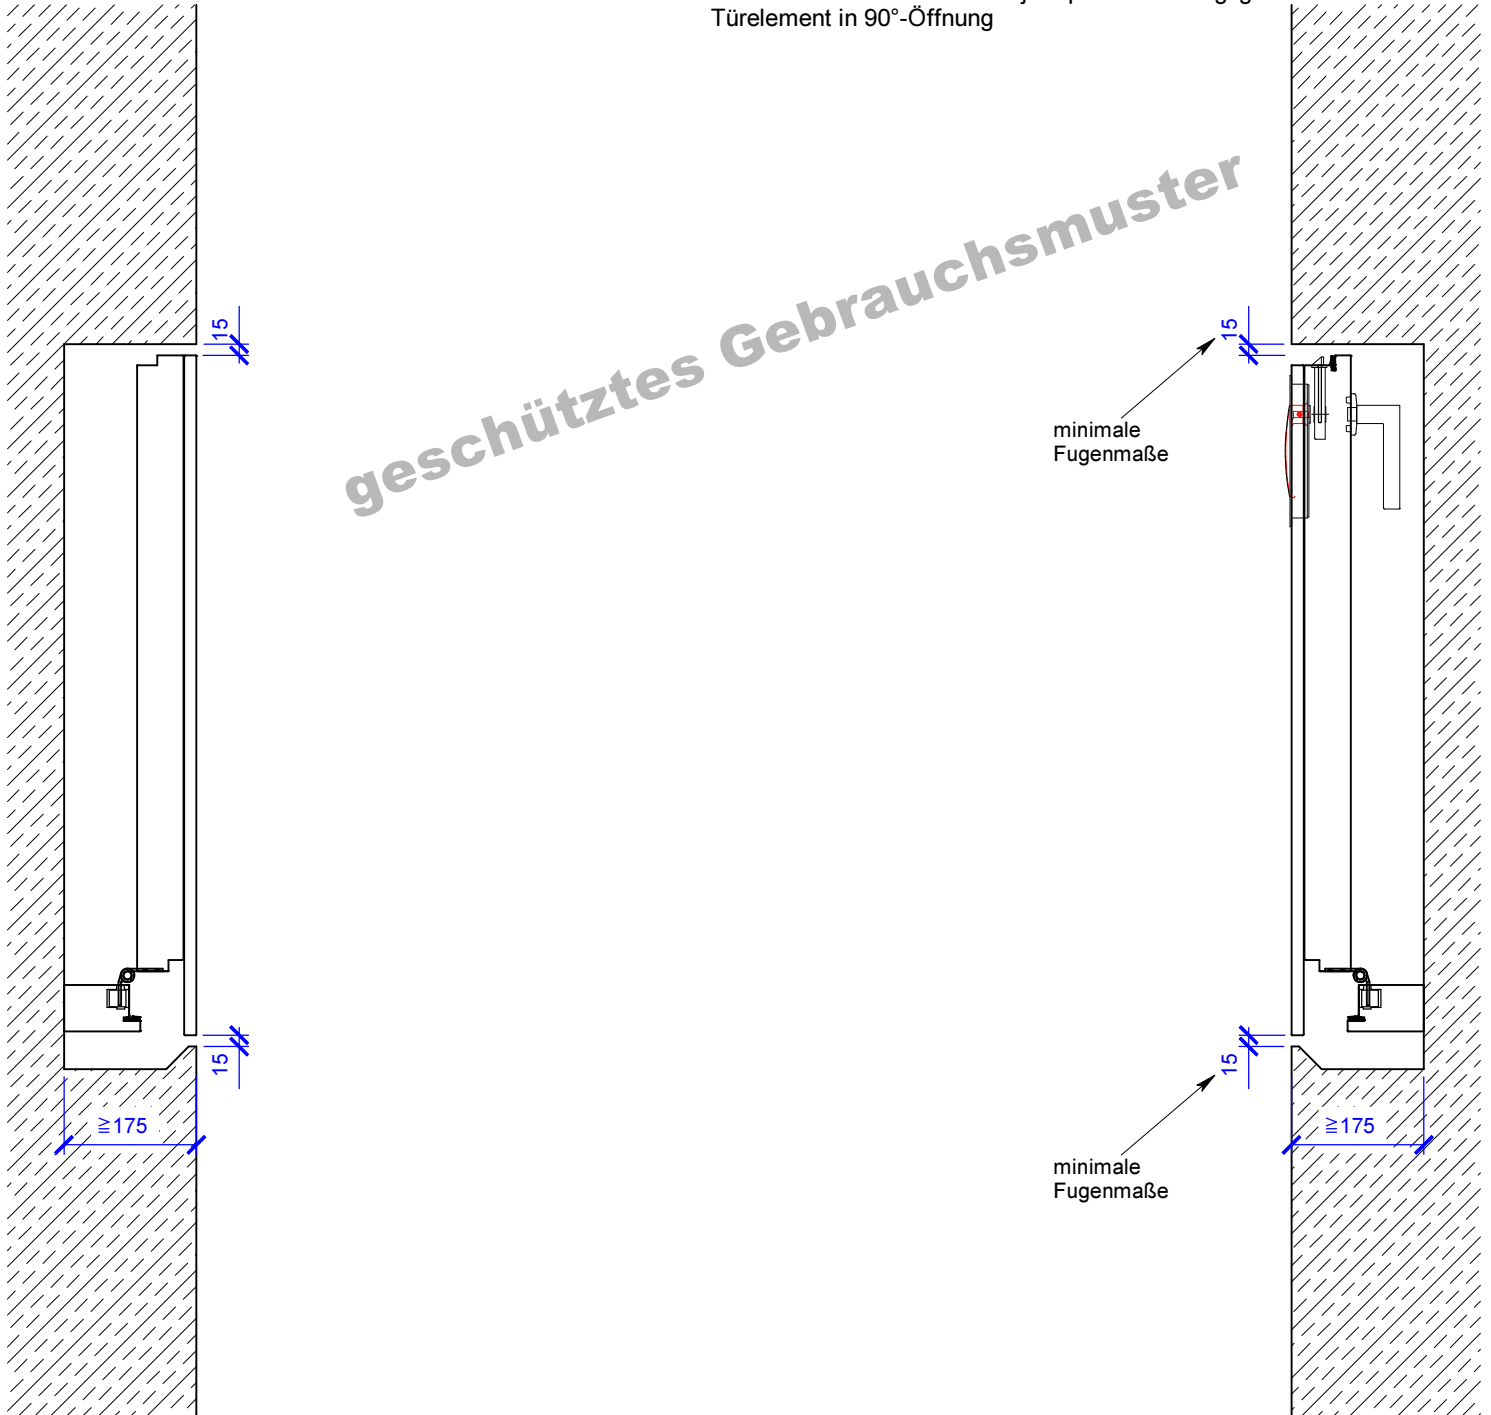 Türelement in 90°-Öffnung
geschütztes Gebrauchsmuster
15
15
minimale
Fugenmaße
15
15
≧175
≧175
minimale
Fugenmaße